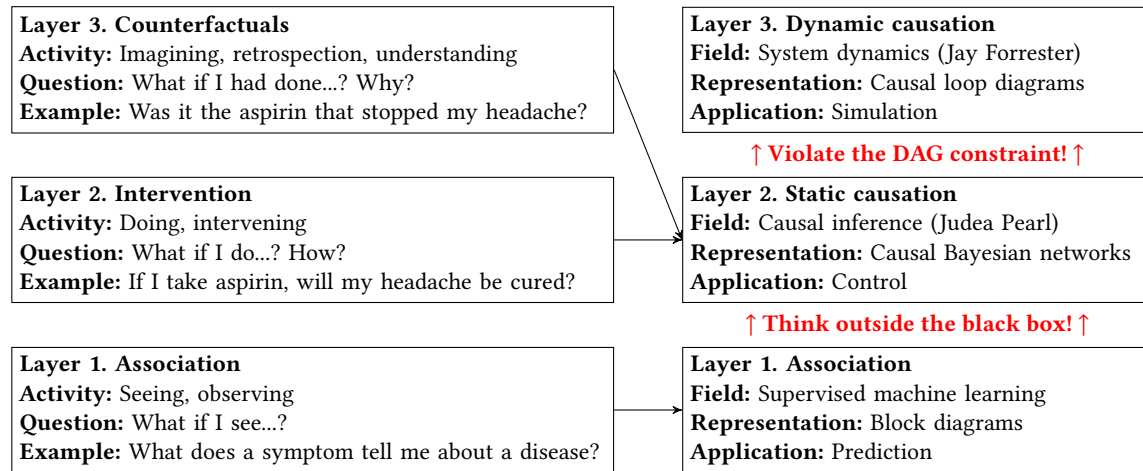 Layer 3. Counterfactuals
Activity: Imagining, retrospection, understanding
Question: What if I had done...? Why?
Example: Was it the aspirin that stopped my headache?
Layer 3. Dynamic causation
Field: System dynamics (Jay Forrester)
Representation: Causal loop diagrams
Application: Simulation
↑ Violate the DAG constraint! ↑
Layer 2. Intervention
Activity: Doing, intervening
Question: What if I do...? How?
Example: If I take aspirin, will my headache be cured?
Layer 2. Static causation
Field: Causal inference (Judea Pearl)
Representation: Causal Bayesian networks
Application: Control
↑ Think outside the black box! ↑
Layer 1. Association
Activity: Seeing, observing
Question: What if I see...?
Example: What does a symptom tell me about a disease?
Layer 1. Association
Field: Supervised machine learning
Representation: Block diagrams
Application: Prediction